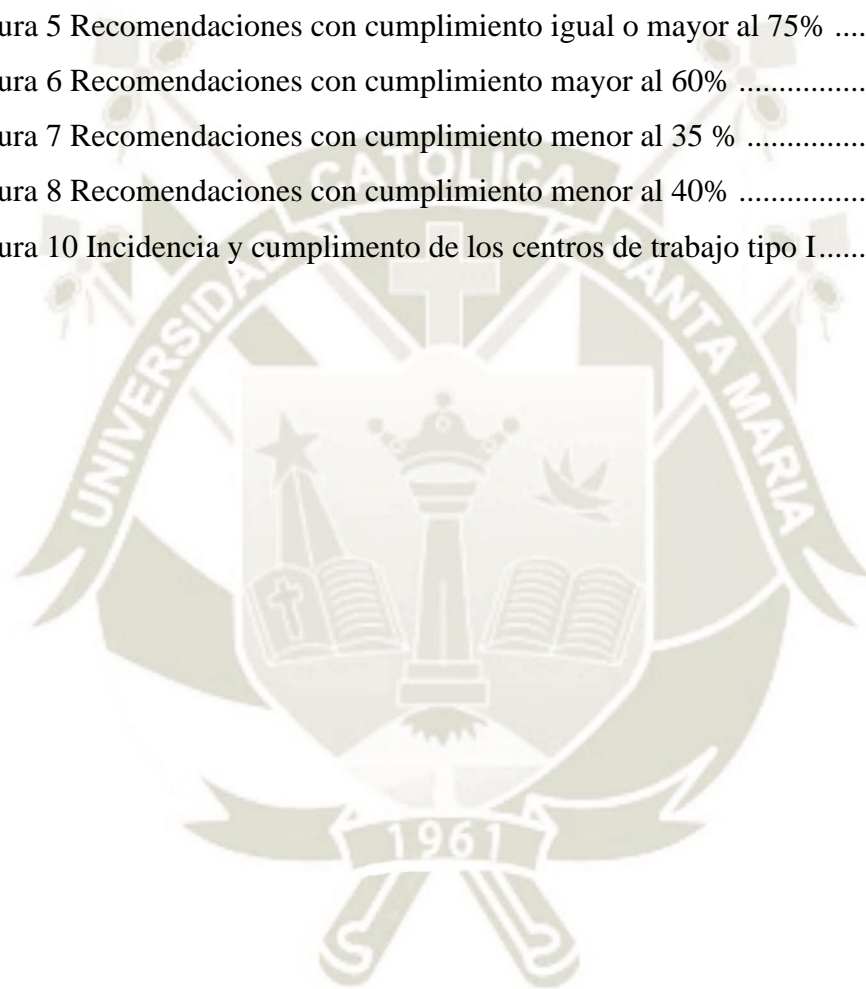 ura 5 Recomendaciones con cumplimiento igual o mayor al 75% ....
ura 6 Recomendaciones con cumplimiento mayor al 60% ................
ura 7 Recomendaciones con cumplimiento menor al 35 % ...............
ura 8 Recomendaciones con cumplimiento menor al 40% ................
ura 10 Incidencia y cumplimento de los centros de trabajo tipo I......
UNIVERSIDAD CATOLICA SANTA MARIA
1961